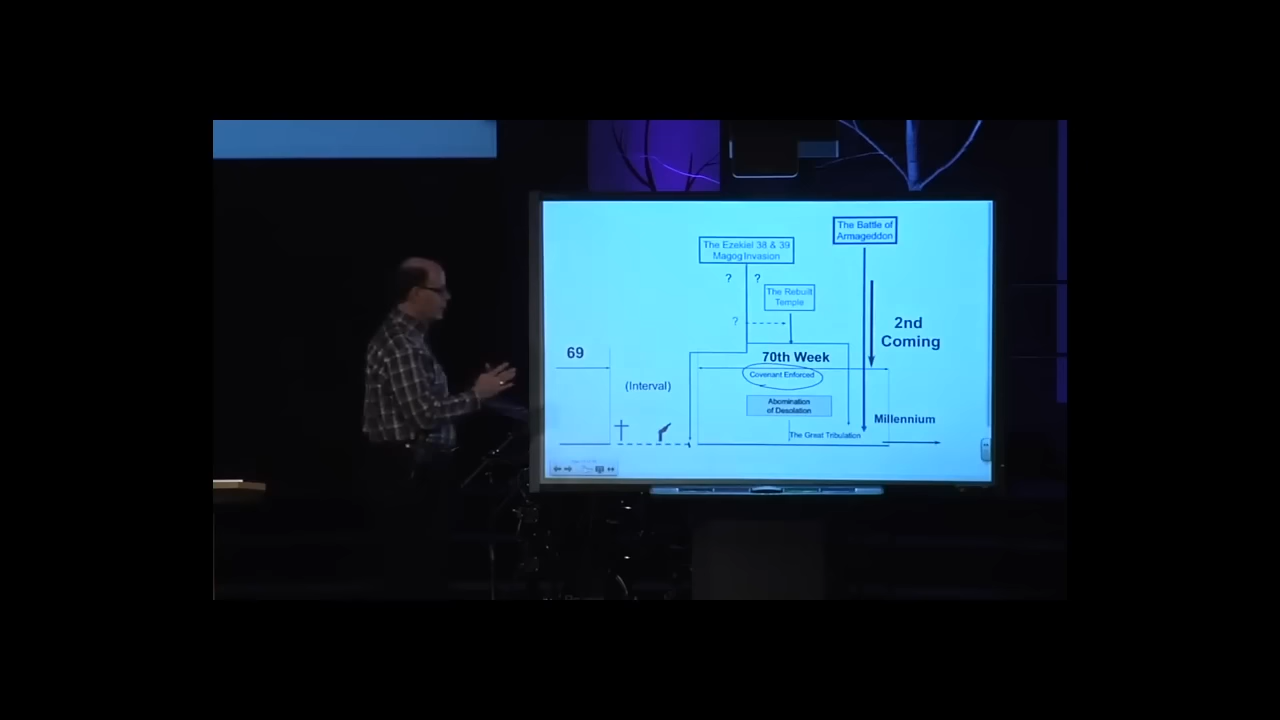 The Battle of
Armageddon
The Ezekiel 38 & 39
Magog Invasion
?
?
The Rebuilt
Temple
?
2nd
Coming
69
70th Week
Covenant Enforced
(Interval)
Abomination
of Desolation
Millennium
The Great Tribulation